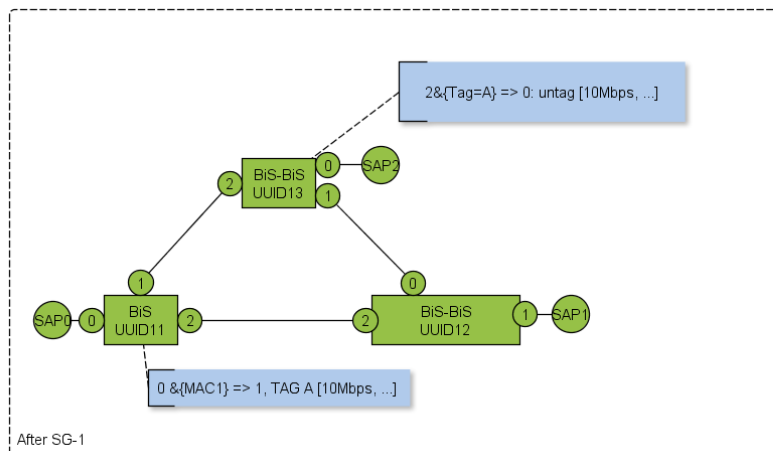 2&{Tag=A} => 0: untag [10Mbps, ...]
0
SAP2
BiS-BiS
UUID13
2
1
1
0
SAP0
0
BiS
UUID11
2
2
BiS-BiS
UUID12
1
SAP1
0 &{MAC1} => 1, TAG A [10Mbps, ...]
After SG-1